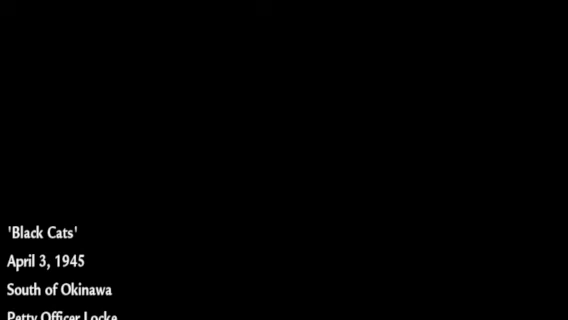 'Black Cats'
April 3, 1945
South of Okinawa
Petty Officer Locke